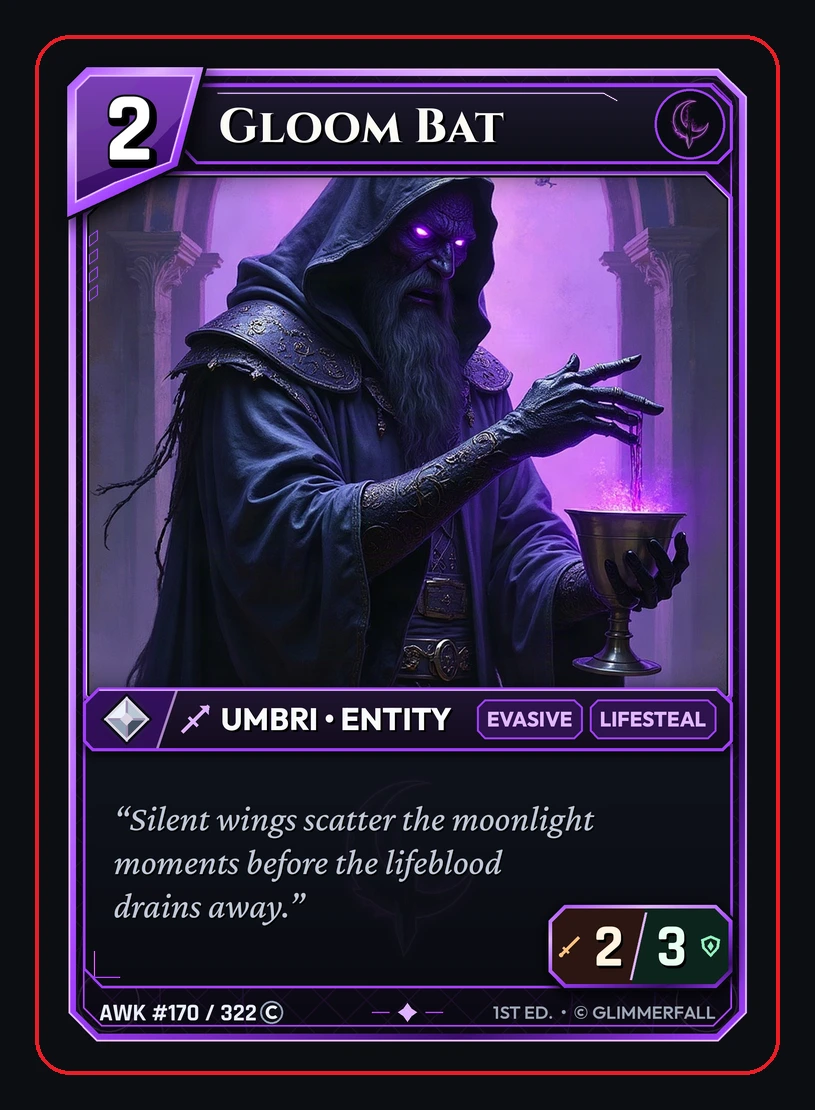 2
Gloom Bat
UMBRI • ENTITY
EVASIVE
LIFESTEAL
“Silent wings scatter the moonlight
moments before the lifeblood
drains away.”
2 / 3
AWK #170 / 322 Ⓒ
1ST ED. • © GLIMMERFALL